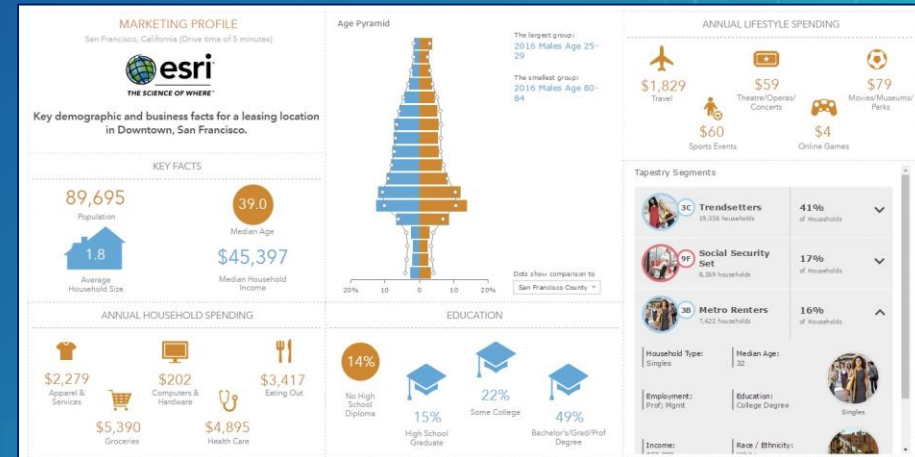 MARKETING PROFILE
San Francisco, California (Drive time of 5 minutes)
esri
THE SCIENCE OF WHERE
Key demographic and business facts for a leasing location
in Downtown, San Francisco.
KEY FACTS
89,695
Population
39.0
Median Age
1.8
Average
Household Size
$45,397
Median Household
Income
ANNUAL HOUSEHOLD SPENDING
$2,279
Apparel &
Services
$202
Computers &
Hardware
$3,417
Eating Out
$5,390
Groceries
$4,895
Health Care
Age Pyramid
The largest group:
2016 Males Age 25-
29
The smallest group:
2016 Males Age 80-
84
20% 10 0 10 20%
Dots show comparison to
San Francisco County
EDUCATION
14%
No High
School
Diploma
15%
High School
Graduate
22%
Some College
49%
Bachelor's/Grad/Prof
Degree
ANNUAL LIFESTYLE SPENDING
$1,829
Travel
$59
Theatre/Operas/
Concerts
$79
Movies/Museums/
Parks
$60
Sports Events
$4
Online Games
Tapestry Segments
3C Trendsetters
households
41%
of Households
9F Social Security
Set
8,269 households
17%
of Households
3B Metro Renters
7,422 households
16%
of Households
Household Type:
Singles
Median Age:
32
Employment:
Prof; Mgmt
Education:
College Degree
Singles
Income:
Race / Ethnicity: